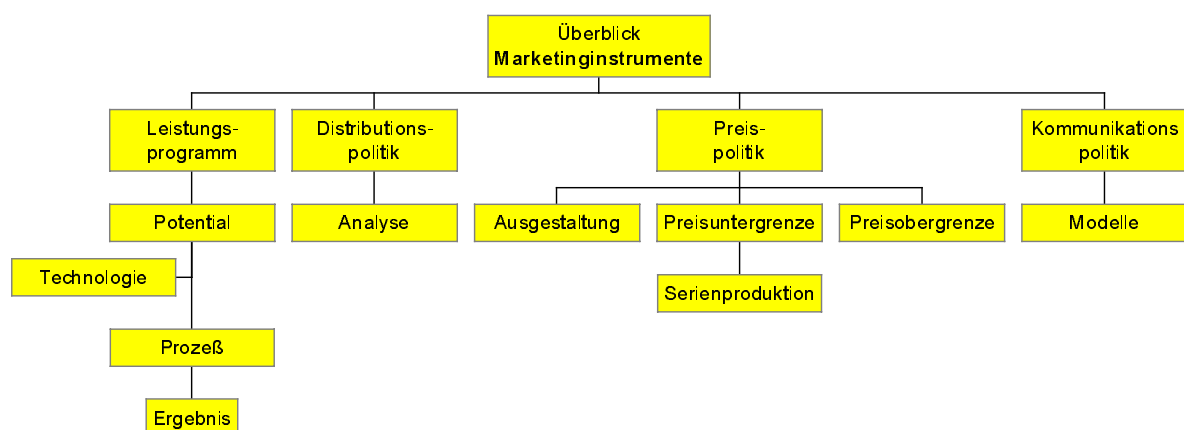 Überblick
Marketinginstrumente
Leistungs-
programm
Distributions-
politik
Preis-
politik
Kommunikations
politik
Potential
Analyse
Ausgestaltung
Preisuntergrenze
Preisobergrenze
Modelle
Technologie
Serienproduktion
Prozeß
Ergebnis